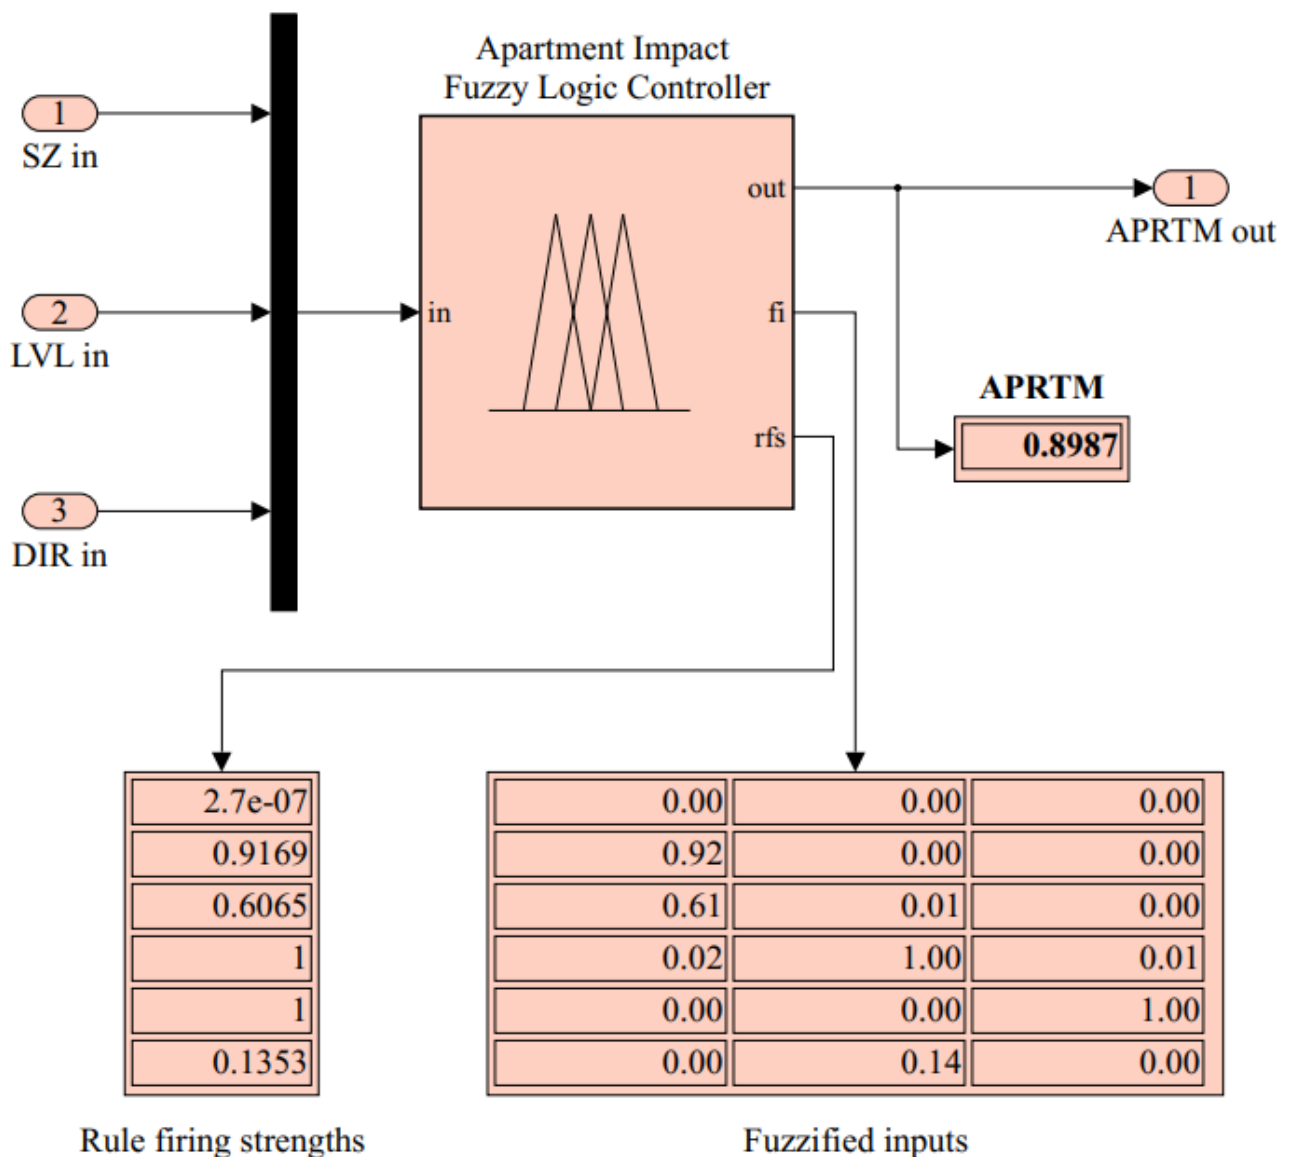 Apartment Impact
Fuzzy Logic Controller
1
SZ in
2
LVL in
3
DIR in
in
out
fi
rfs
1
APRTM out
APRTM
0.8987
2.7e-07
0.9169
0.6065
1
1
0.1353
Rule firing strengths
0.00 0.00 0.00
0.92 0.00 0.00
0.61 0.01 0.00
0.02 1.00 0.01
0.00 0.00 1.00
0.00 0.14 0.00
Fuzzified inputs